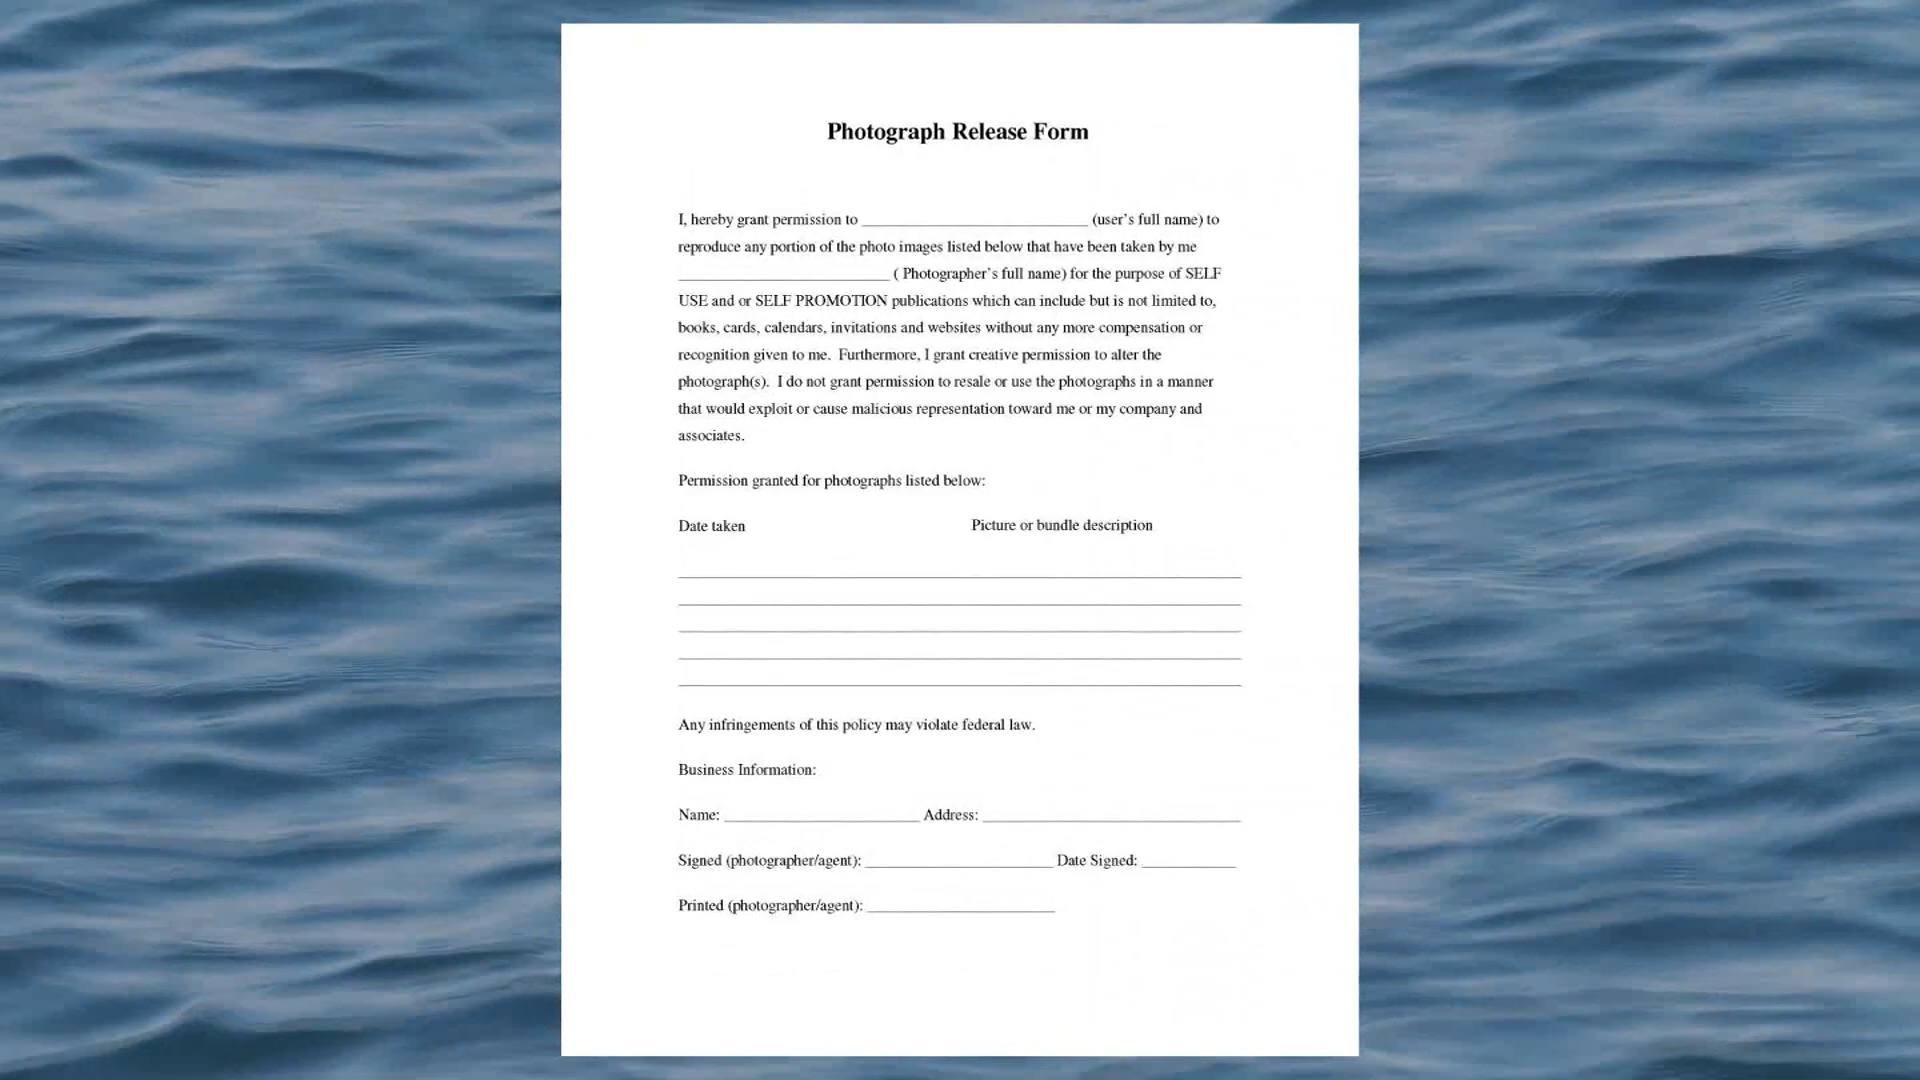 Photograph Release Form
I, hereby grant permission to ______________________________ (user's full name) to
reproduce any portion of the photo images listed below that have been taken by me
____________________________ ( Photographer's full name) for the purpose of SELF
USE and or SELF PROMOTION publications which can include but is not limited to,
books, cards, calendars, invitations and websites without any more compensation or
recognition given to me.  Furthermore, I grant creative permission to alter the
photograph(s).  I do not grant permission to resale or use the photographs in a manner
that would exploit or cause malicious representation toward me or my company and
associates.
Permission granted for photographs listed below:
Date taken Picture or bundle description
Any infringements of this policy may violate federal law.
Business Information:
Name: __________________________ Address: __________________________________
Signed (photographer/agent): _________________________ Date Signed: ____________
Printed (photographer/agent): _________________________